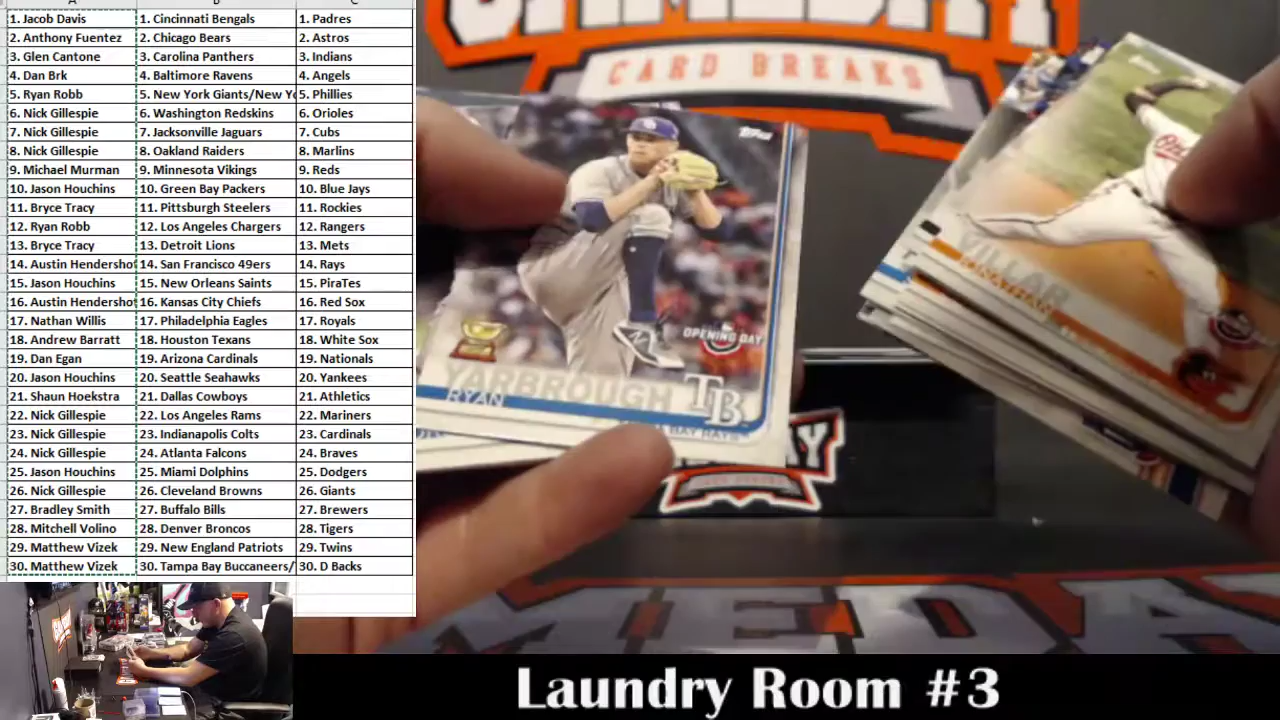 1. Jacob Davis 1. Cincinnati Bengals 1. Padres
2. Anthony Fuentez 2. Chicago Bears 2. Astros
3. Glen Cantone 3. Carolina Panthers 3. Indians
4. Dan Brk 4. Baltimore Ravens 4. Angels
5. Ryan Robb 5. New York Giants/New Yo 5. Phillies
6. Nick Gillespie 6. Washington Redskins 6. Orioles
7. Nick Gillespie 7. Jacksonville Jaguars 7. Cubs
8. Nick Gillespie 8. Oakland Raiders 8. Marlins
9. Michael Murman 9. Minnesota Vikings 9. Reds
10. Jason Houchins 10. Green Bay Packers 10. Blue Jays
11. Bryce Tracy 11. Pittsburgh Steelers 11. Rockies
12. Ryan Robb 12. Los Angeles Chargers 12. Rangers
13. Bryce Tracy 13. Detroit Lions 13. Mets
14. Austin Hendershot 14. San Francisco 49ers 14. Rays
15. Jason Houchins 15. New Orleans Saints 15. PiraTes
16. Austin Hendershot 16. Kansas City Chiefs 16. Red Sox
17. Nathan Willis 17. Philadelphia Eagles 17. Royals
18. Andrew Barratt 18. Houston Texans 18. White Sox
19. Dan Egan 19. Arizona Cardinals 19. Nationals
20. Jason Houchins 20. Seattle Seahawks 20. Yankees
21. Shaun Hoekstra 21. Dallas Cowboys 21. Athletics
22. Nick Gillespie 22. Los Angeles Rams 22. Mariners
23. Nick Gillespie 23. Indianapolis Colts 23. Cardinals
24. Nick Gillespie 24. Atlanta Falcons 24. Braves
25. Jason Houchins 25. Miami Dolphins 25. Dodgers
26. Nick Gillespie 26. Cleveland Browns 26. Giants
27. Bradley Smith 27. Buffalo Bills 27. Brewers
28. Mitchell Volino 28. Denver Broncos 28. Tigers
29. Matthew Vizek 29. New England Patriots 29. Twins
30. Matthew Vizek 30. Tampa Bay Buccaneers/ 30. D Backs
CARD BREAKS
Topps
OPENING DAY
YARBROUGH
RYAN
TB
BAY RAYS
VILLAR
Laundry Room #3